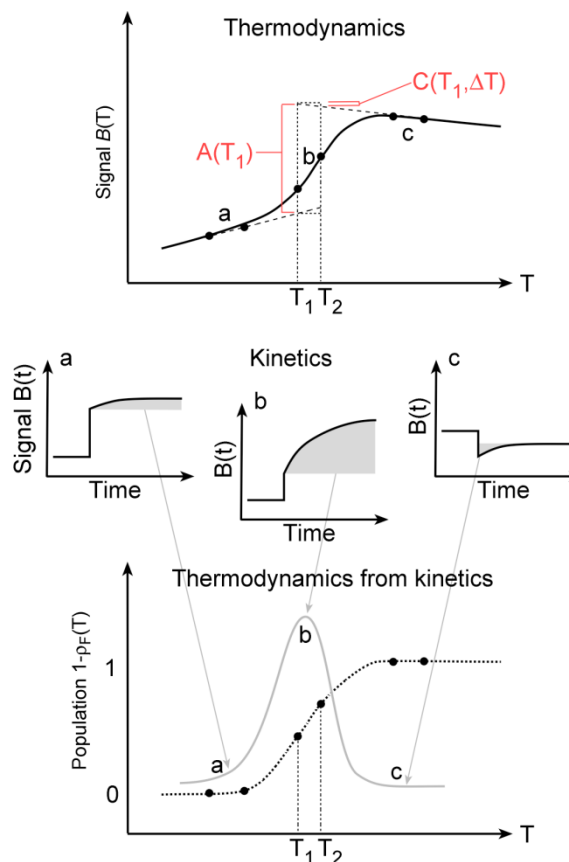 Thermodynamics
C(T₁,ΔT)
A(T₁)
Signal B(T)
a
b
c
T₁ T₂
T
Kinetics
a
Signal B(t)
Time
b
B(t)
Time
c
B(t)
Time
Thermodynamics from kinetics
Population 1-ρF(T)
1
0
a
b
c
T₁ T₂
T